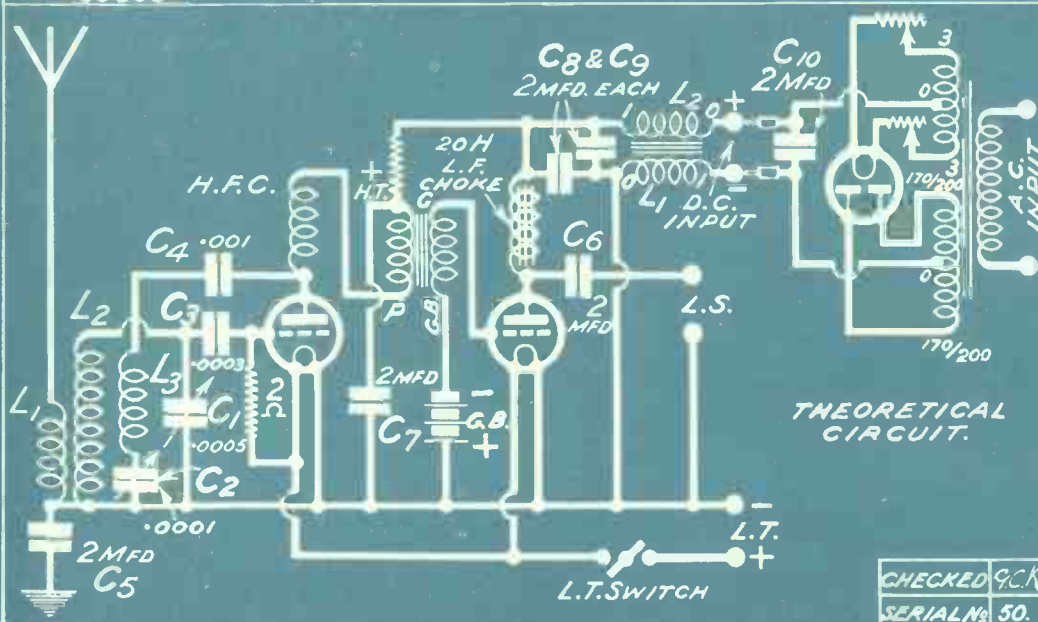 C8 & C9
2 MFD. EACH
C10
2 MFD
3
0
3
170/200
0
170/200
A.C.
INPUT
1
L2
0
+
0
L1
1
-
D.C.
INPUT
20 H
L.F.
CHOKE
+
H.T.
G
P
G.B.
H.F.C.
C4 .001
C6
2
MFD
L.S.
L2
C3
.0003
L1
L3
C1
.0005
2
Ω
2 MFD
C7
-
G.B.
+
C2
.0001
2 MFD
C5
-
L.T.
+
L.T. SWITCH
THEORETICAL
CIRCUIT.
CHECKED G.C.K
SERIAL No 50.